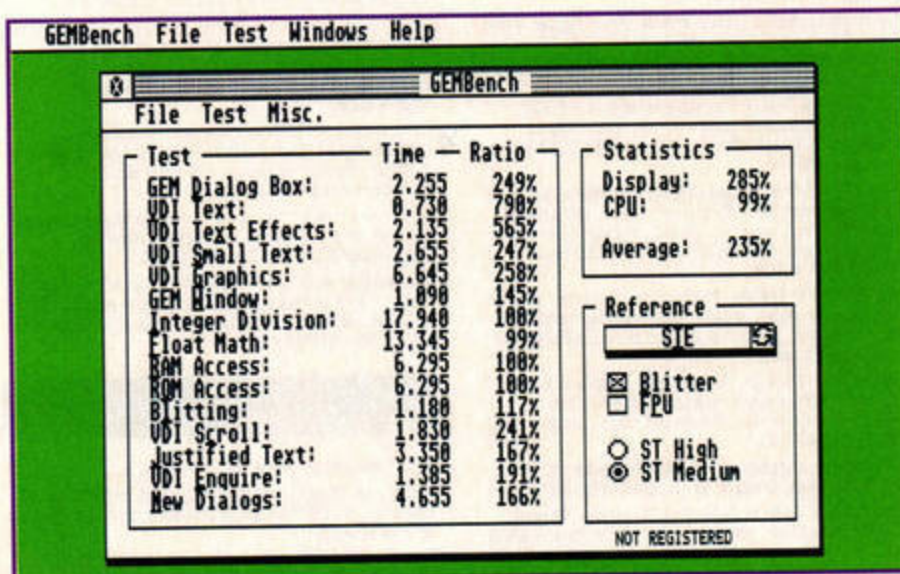 GEMBench File Test Windows Help
GEMBench
File Test Misc.
Test Time Ratio
GEM Dialog Box: 2.255 249%
VDI Text: 0.730 790%
VDI Text Effects: 2.135 565%
VDI Small Text: 2.655 247%
VDI Graphics: 6.645 258%
GEM Window: 1.090 145%
Integer Division: 17.940 100%
Float Math: 13.345 99%
RAM Access: 6.295 100%
ROM Access: 6.295 100%
Blitting: 1.180 117%
VDI Scroll: 1.830 241%
Justified Text: 3.350 167%
VDI Enquire: 1.385 191%
New Dialogs: 4.655 166%
Statistics
Display: 285%
CPU: 99%
Average: 235%
Reference
STE
Blitter
FPU
ST High
ST Medium
NOT REGISTERED